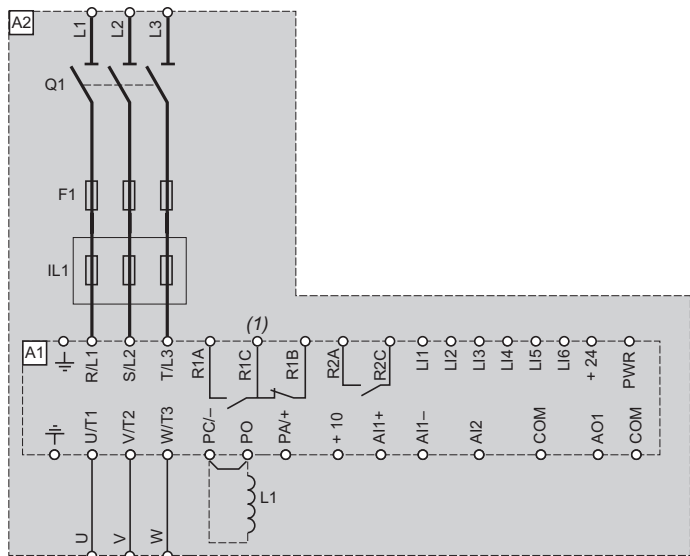 A2
L1 L2 L3
Q1
F1
IL1
(1)
A1
R/L1 S/L2 T/L3 R1A R1C R1B R2A R2C LI1 LI2 LI3 LI4 LI5 LI6 + 24 PWR
U/T1 V/T2 W/T3 PC/– PO PA/+ + 10 AI1+ AI1– AI2 COM AO1 COM
L1
U V W